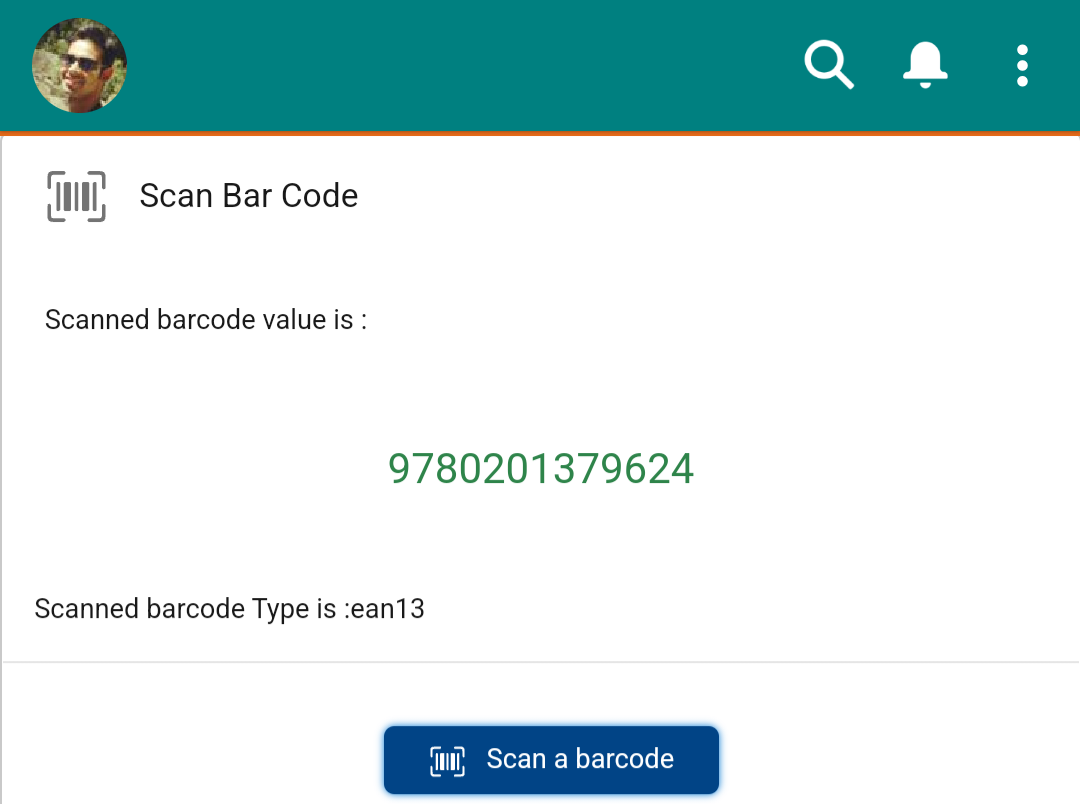 Scan Bar Code
Scanned barcode value is :
9780201379624
Scanned barcode Type is :ean13
Scan a barcode